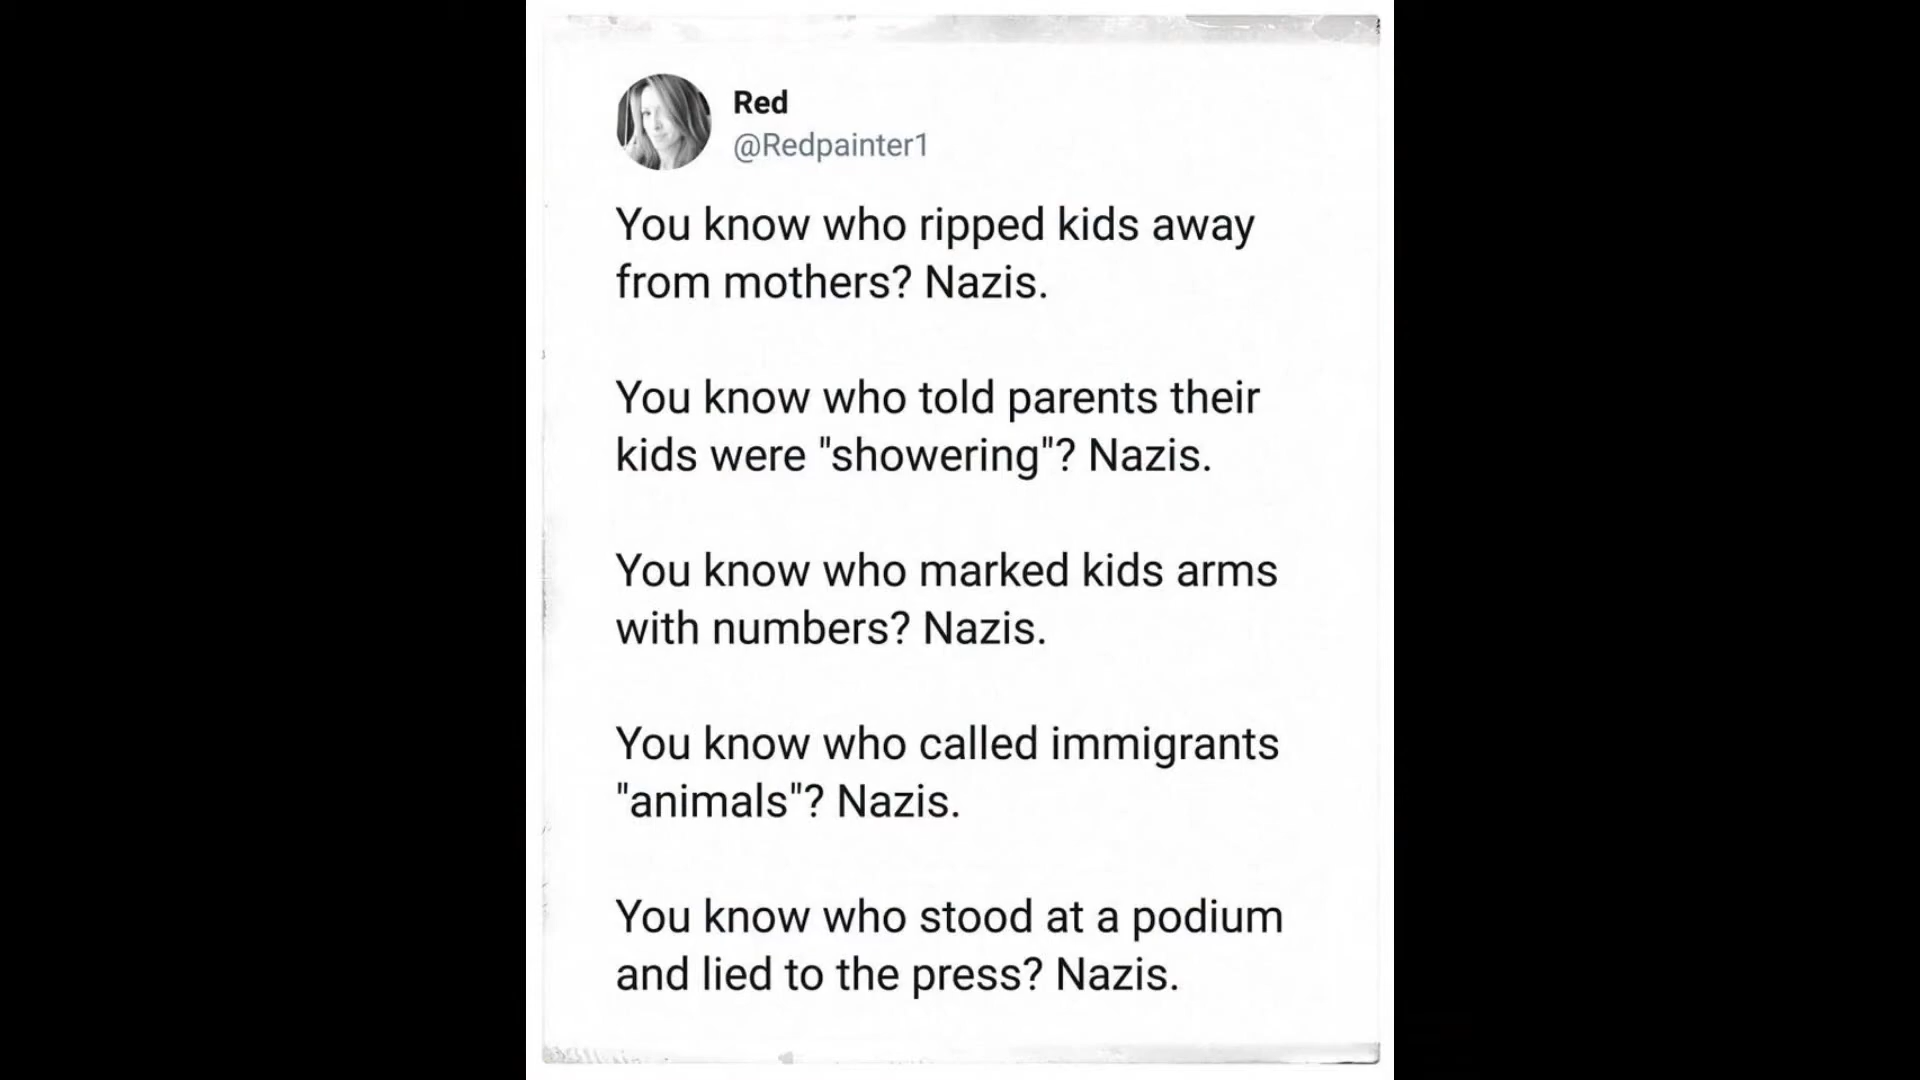 Red
@Redpainter1
You know who ripped kids away
from mothers? Nazis.
You know who told parents their
kids were "showering"? Nazis.
You know who marked kids arms
with numbers? Nazis.
You know who called immigrants
"animals"? Nazis.
You know who stood at a podium
and lied to the press? Nazis.